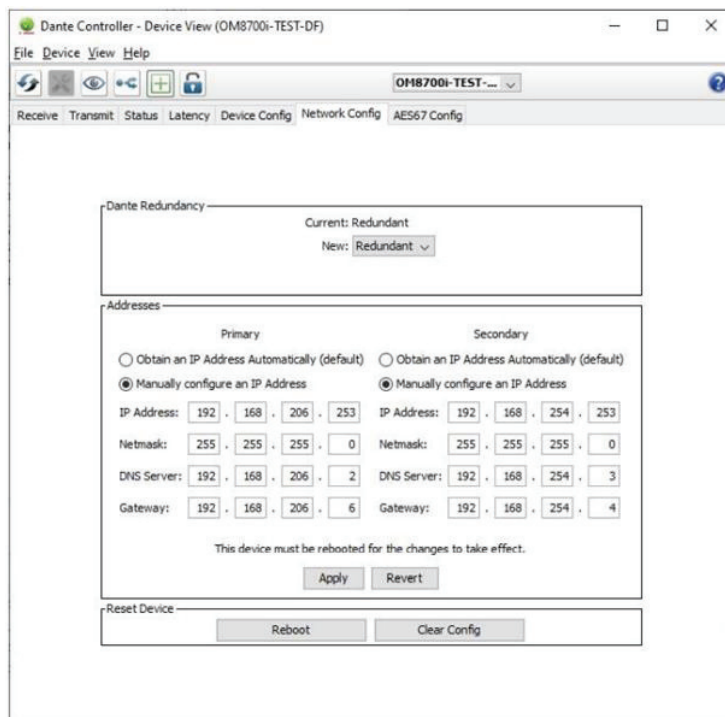 Dante Controller - Device View (OM8700i-TEST-DF)
File Device View Help
OM8700i-TEST-...
Receive Transmit Status Latency Device Config Network Config AES67 Config
Dante Redundancy
Current: Redundant
New: Redundant
Addresses
Primary Secondary
Obtain an IP Address Automatically (default) Obtain an IP Address Automatically (default)
Manually configure an IP Address Manually configure an IP Address
IP Address: 192 . 168 . 206 . 253 IP Address: 192 . 168 . 254 . 253
Netmask: 255 . 255 . 255 . 0 Netmask: 255 . 255 . 255 . 0
DNS Server: 192 . 168 . 206 . 2 DNS Server: 192 . 168 . 254 . 3
Gateway: 192 . 168 . 206 . 6 Gateway: 192 . 168 . 254 . 4
This device must be rebooted for the changes to take effect.
Apply Revert
Reset Device
Reboot Clear Config